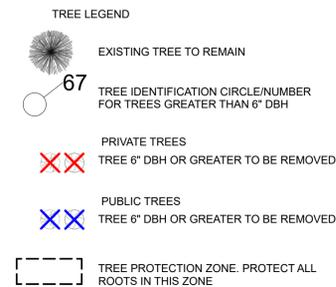 TREE LEGEND
EXISTING TREE TO REMAIN
67
TREE IDENTIFICATION CIRCLE/NUMBER
FOR TREES GREATER THAN 6" DBH
PRIVATE TREES
TREE 6" DBH OR GREATER TO BE REMOVED
PUBLIC TREES
TREE 6" DBH OR GREATER TO BE REMOVED
TREE PROTECTION ZONE. PROTECT ALL
ROOTS IN THIS ZONE